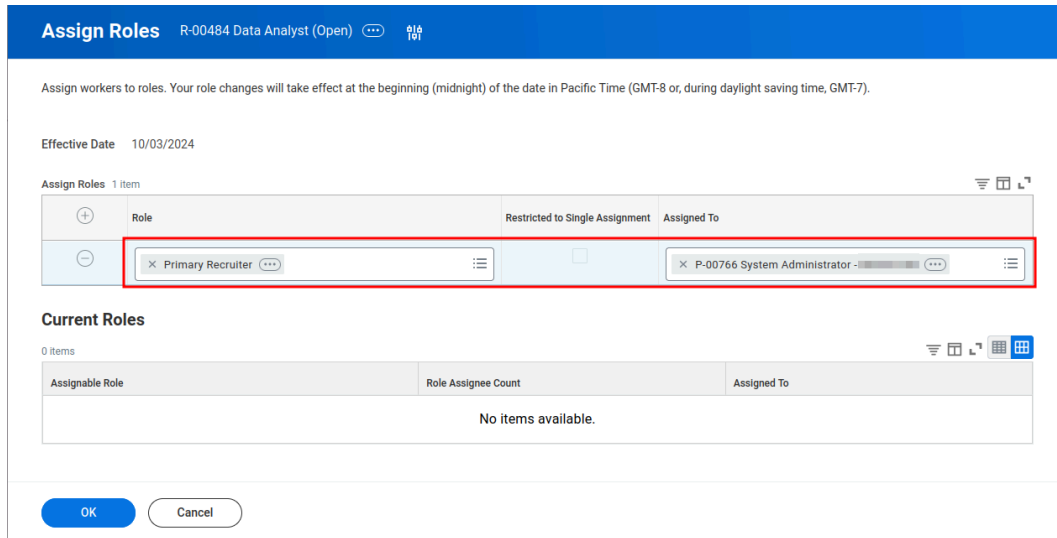 Assign Roles R-00484 Data Analyst (Open)
Assign workers to roles. Your role changes will take effect at the beginning (midnight) of the date in Pacific Time (GMT-8 or, during daylight saving time, GMT-7).
Effective Date 10/03/2024
Assign Roles 1 item
Role Restricted to Single Assignment Assigned To
× Primary Recruiter × P-00766 System Administrator -
Current Roles
0 items
Assignable Role Role Assignee Count Assigned To
No items available.
OK Cancel